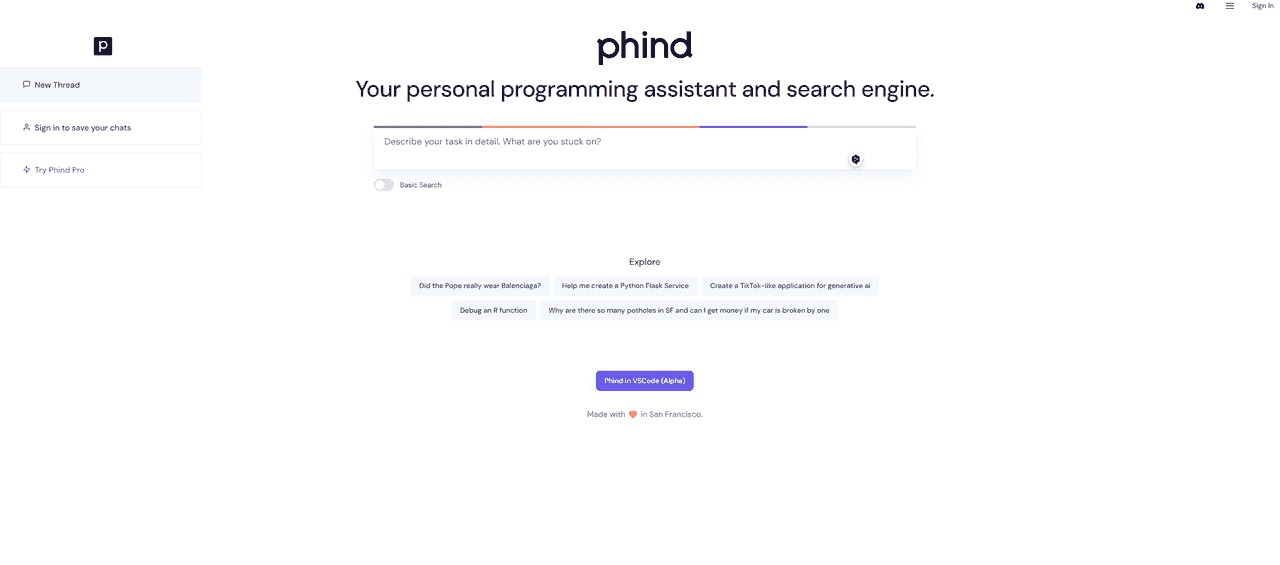 Sign In
p
phind
New Thread
Your personal programming assistant and search engine.
Sign in to save your chats
Describe your task in detail. What are you stuck on?
Try Phind Pro
Basic Search
Explore
Did the Pope really wear Balenciaga? Help me create a Python Flask Service Create a TikTok-like application for generative ai
Debug an R function Why are there so many potholes in SF and can I get money if my car is broken by one
Phind in VSCode (Alpha)
Made with in San Francisco.